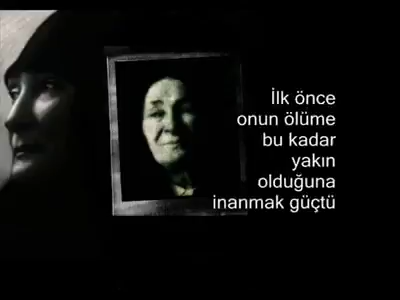 İlk önce
onun ölüme
bu kadar
yakın
olduğuna
inanmak güçtü